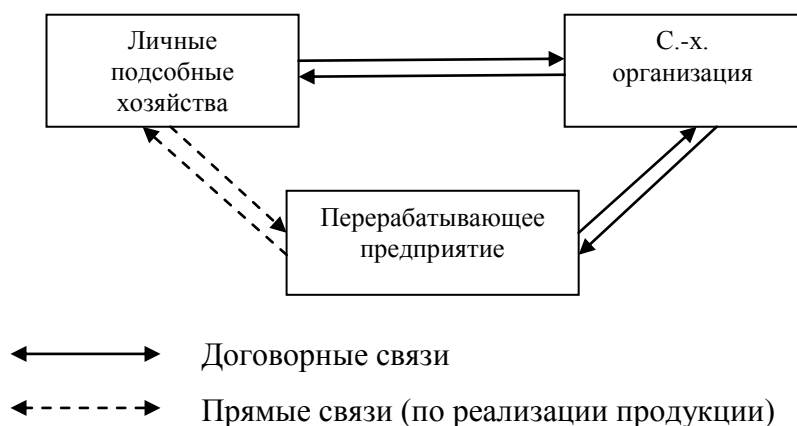 Личные
подсобные
хозяйства
С.-х.
организация
Перерабатывающее
предприятие
Договорные связи
Прямые связи (по реализации продукции)